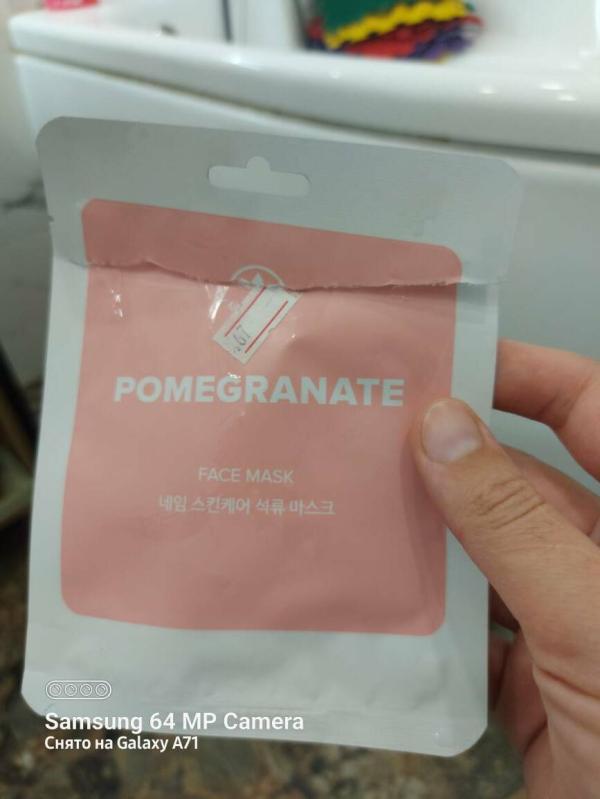 67
POMEGRANATE
FACE MASK
네임 스킨케어 석류 마스크
Samsung 64 MP Camera
Снято на Galaxy A71